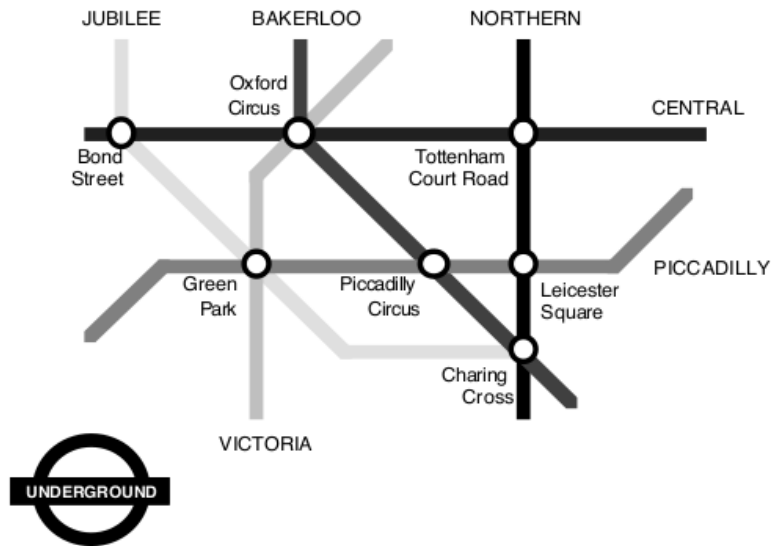 JUBILEE
BAKERLOO
NORTHERN
Oxford
Circus
CENTRAL
Bond
Street
Tottenham
Court Road
PICCADILLY
Green
Park
Piccadilly
Circus
Leicester
Square
Charing
Cross
VICTORIA
UNDERGROUND